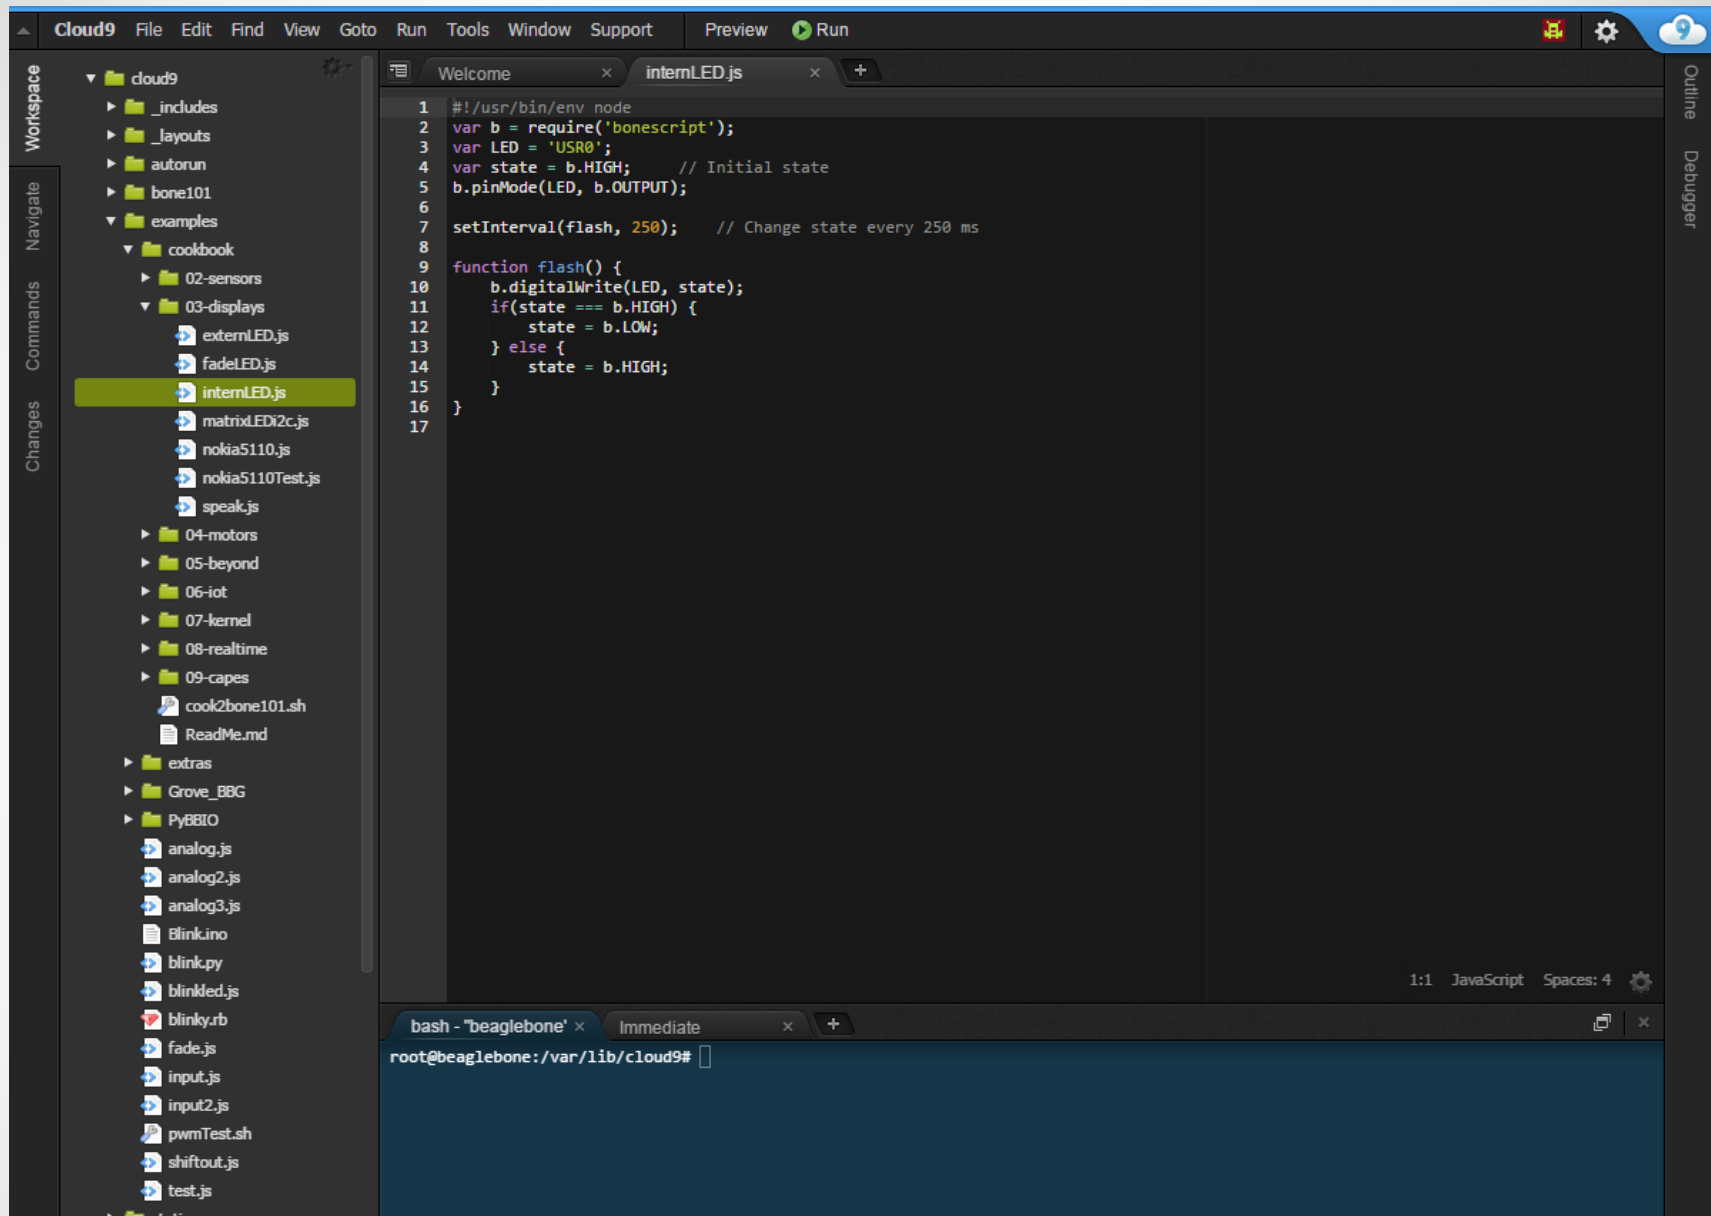 Cloud9 File Edit Find View Goto Run Tools Window Support Preview Run 9
Workspace
Navigate
Commands
Changes
cloud9
_includes
_layouts
autorun
bone101
examples
cookbook
02-sensors
03-displays
externLED.js
fadeLED.js
internLED.js
matrixLEDi2c.js
nokia5110.js
nokia5110Test.js
speak.js
04-motors
05-beyond
06-iot
07-kernel
08-realtime
09-capes
cook2bone101.sh
ReadMe.md
extras
Grove_BBG
PyBBIO
analog.js
analog2.js
analog3.js
Blink.ino
blink.py
blinkled.js
blinky.rb
fade.js
input.js
input2.js
pwmTest.sh
shiftout.js
test.js
Welcome × internLED.js × +
1 #!/usr/bin/env node
2 var b = require('bonescript');
3 var LED = 'USR0';
4 var state = b.HIGH;     // Initial state
5 b.pinMode(LED, b.OUTPUT);
6
7 setInterval(flash, 250);    // Change state every 250 ms
8
9 function flash() {
10     b.digitalWrite(LED, state);
11     if(state === b.HIGH) {
12         state = b.LOW;
13     } else {
14         state = b.HIGH;
15     }
16 }
17
1:1 JavaScript Spaces: 4
bash - "beaglebone" × Immediate × +
root@beaglebone:/var/lib/cloud9#
Outline
Debugger